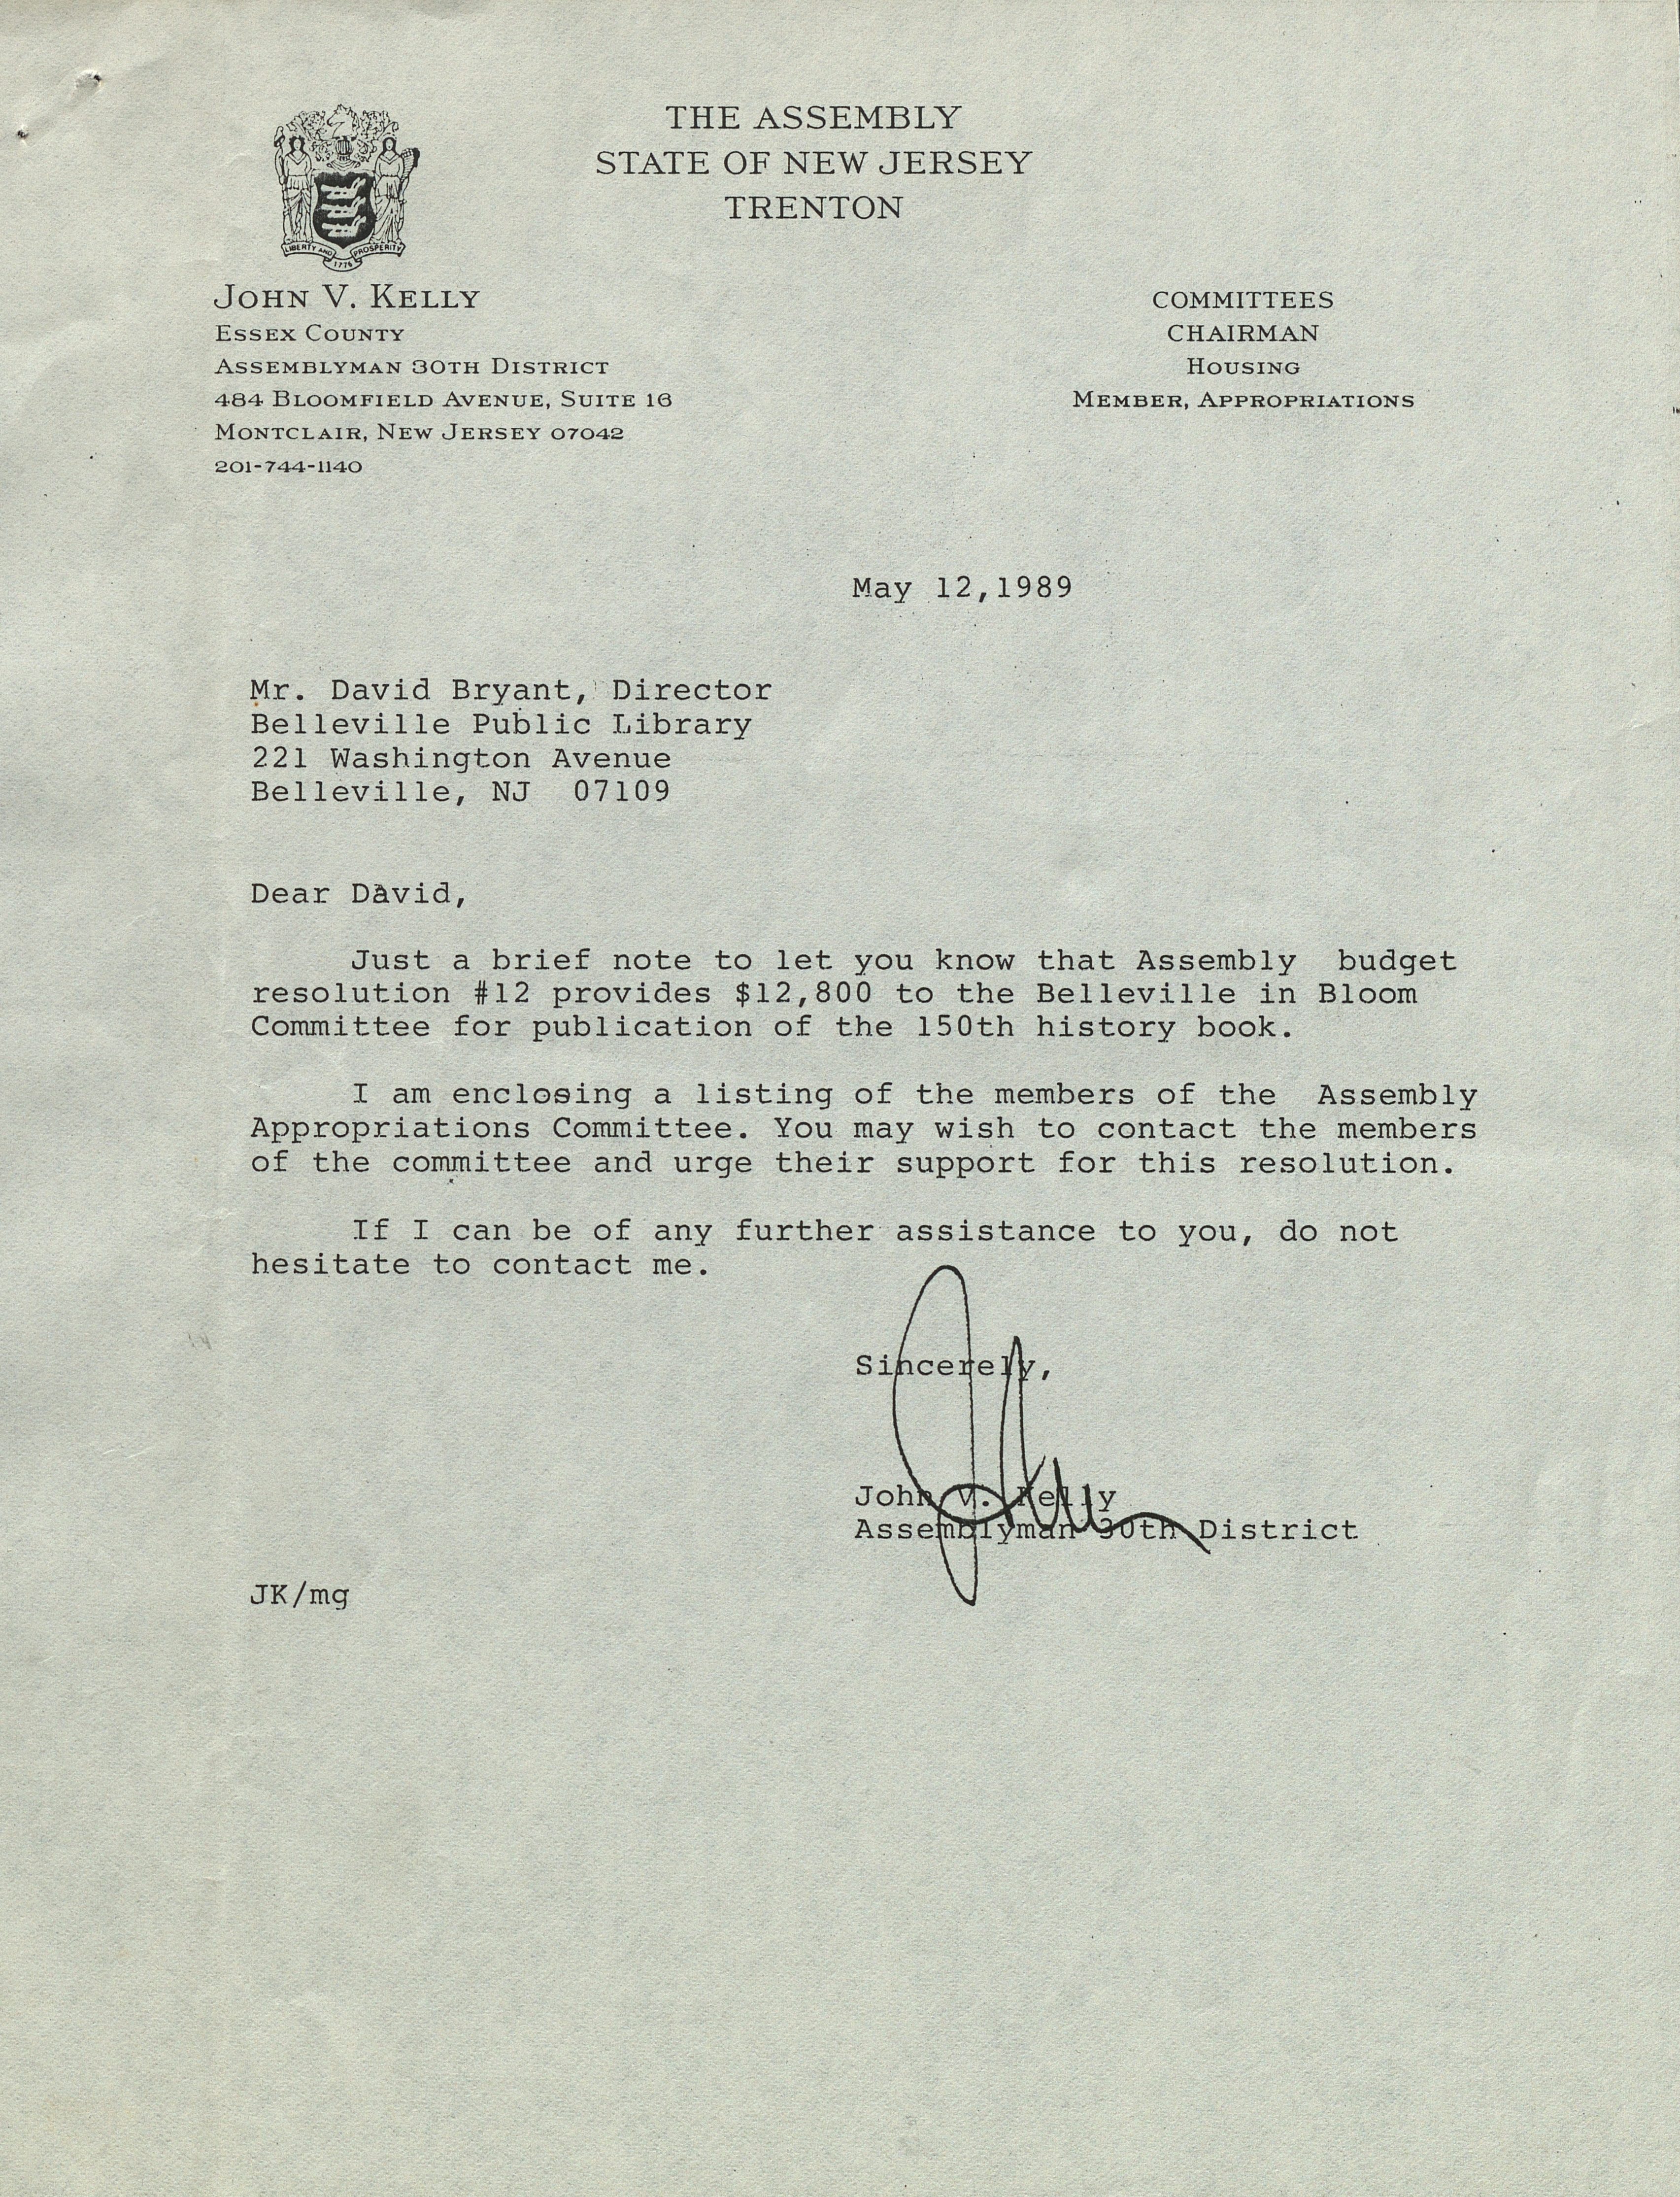 THE ASSEMBLY
STATE OF NEW JERSEY
TRENTON
LIBERTY AND PROSPERITY
1776
JOHN V. KELLY
ESSEX COUNTY
ASSEMBLYMAN 30TH DISTRICT
484 BLOOMFIELD AVENUE, SUITE 16
MONTCLAIR, NEW JERSEY 07042
201-744-1140
COMMITTEES
CHAIRMAN
HOUSING
MEMBER, APPROPRIATIONS
May 12,1989
Mr. David Bryant, Director
Belleville Public Library
221 Washington Avenue
Belleville, NJ 07109
Dear David,
Just a brief note to let you know that Assembly budget
resolution #12 provides $12,800 to the Belleville in Bloom
Committee for publication of the 150th history book.
I am enclosing a listing of the members of the Assembly
Appropriations Committee. You may wish to contact the members
of the committee and urge their support for this resolution.
If I can be of any further assistance to you, do not
hesitate to contact me.
Sincerely,
John V. Kelly
Assemblyman 30th District
JK/mg